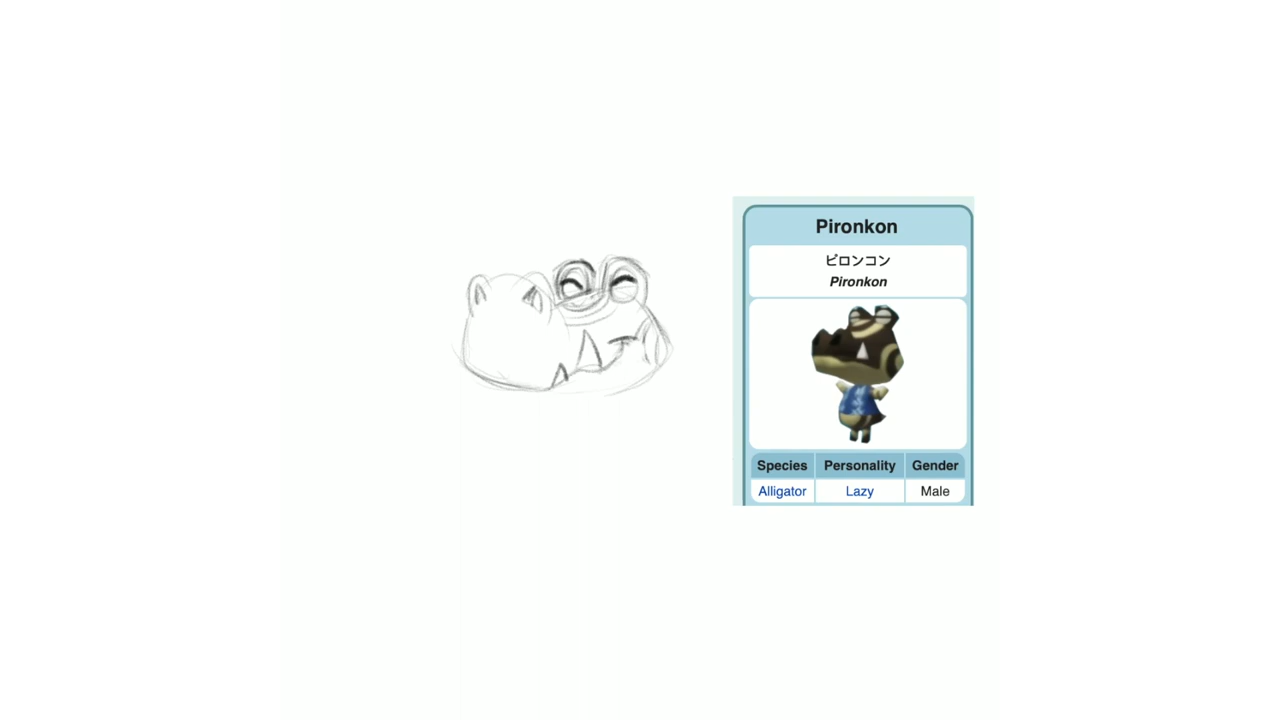 Pironkon
ピロンコン
Pironkon
Species Personality Gender
Alligator Lazy Male